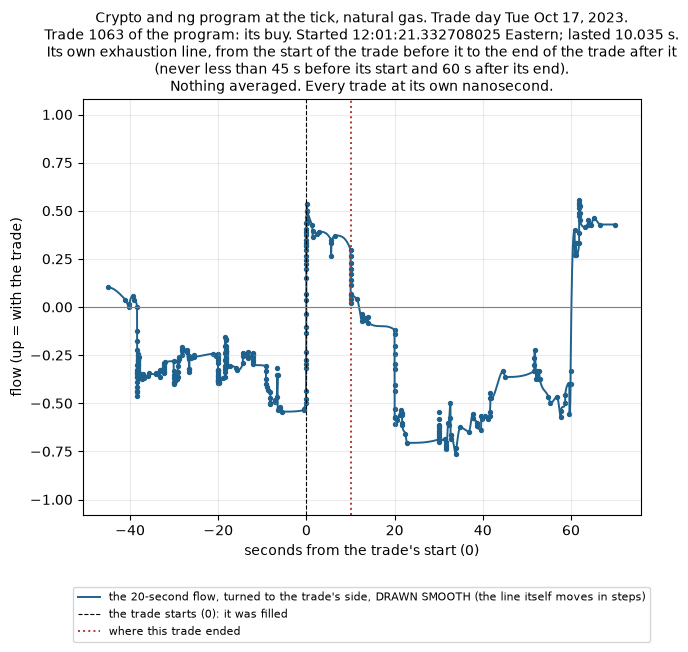 Crypto and ng program at the tick, natural gas. Trade day Tue Oct 17, 2023.
Trade 1063 of the program: its buy. Started 12:01:21.332708025 Eastern; lasted 10.035 s.
Its own exhaustion line, from the start of the trade before it to the end of the trade after it
(never less than 45 s before its start and 60 s after its end).
Nothing averaged. Every trade at its own nanosecond.
1.00
0.75
0.50
0.25
0.00
−0.25
−0.50
−0.75
−1.00
flow (up = with the trade)
−40
−20
0
20
40
60
seconds from the trade's start (0)
the 20-second flow, turned to the trade's side, DRAWN SMOOTH (the line itself moves in steps)
the trade starts (0): it was filled
where this trade ended